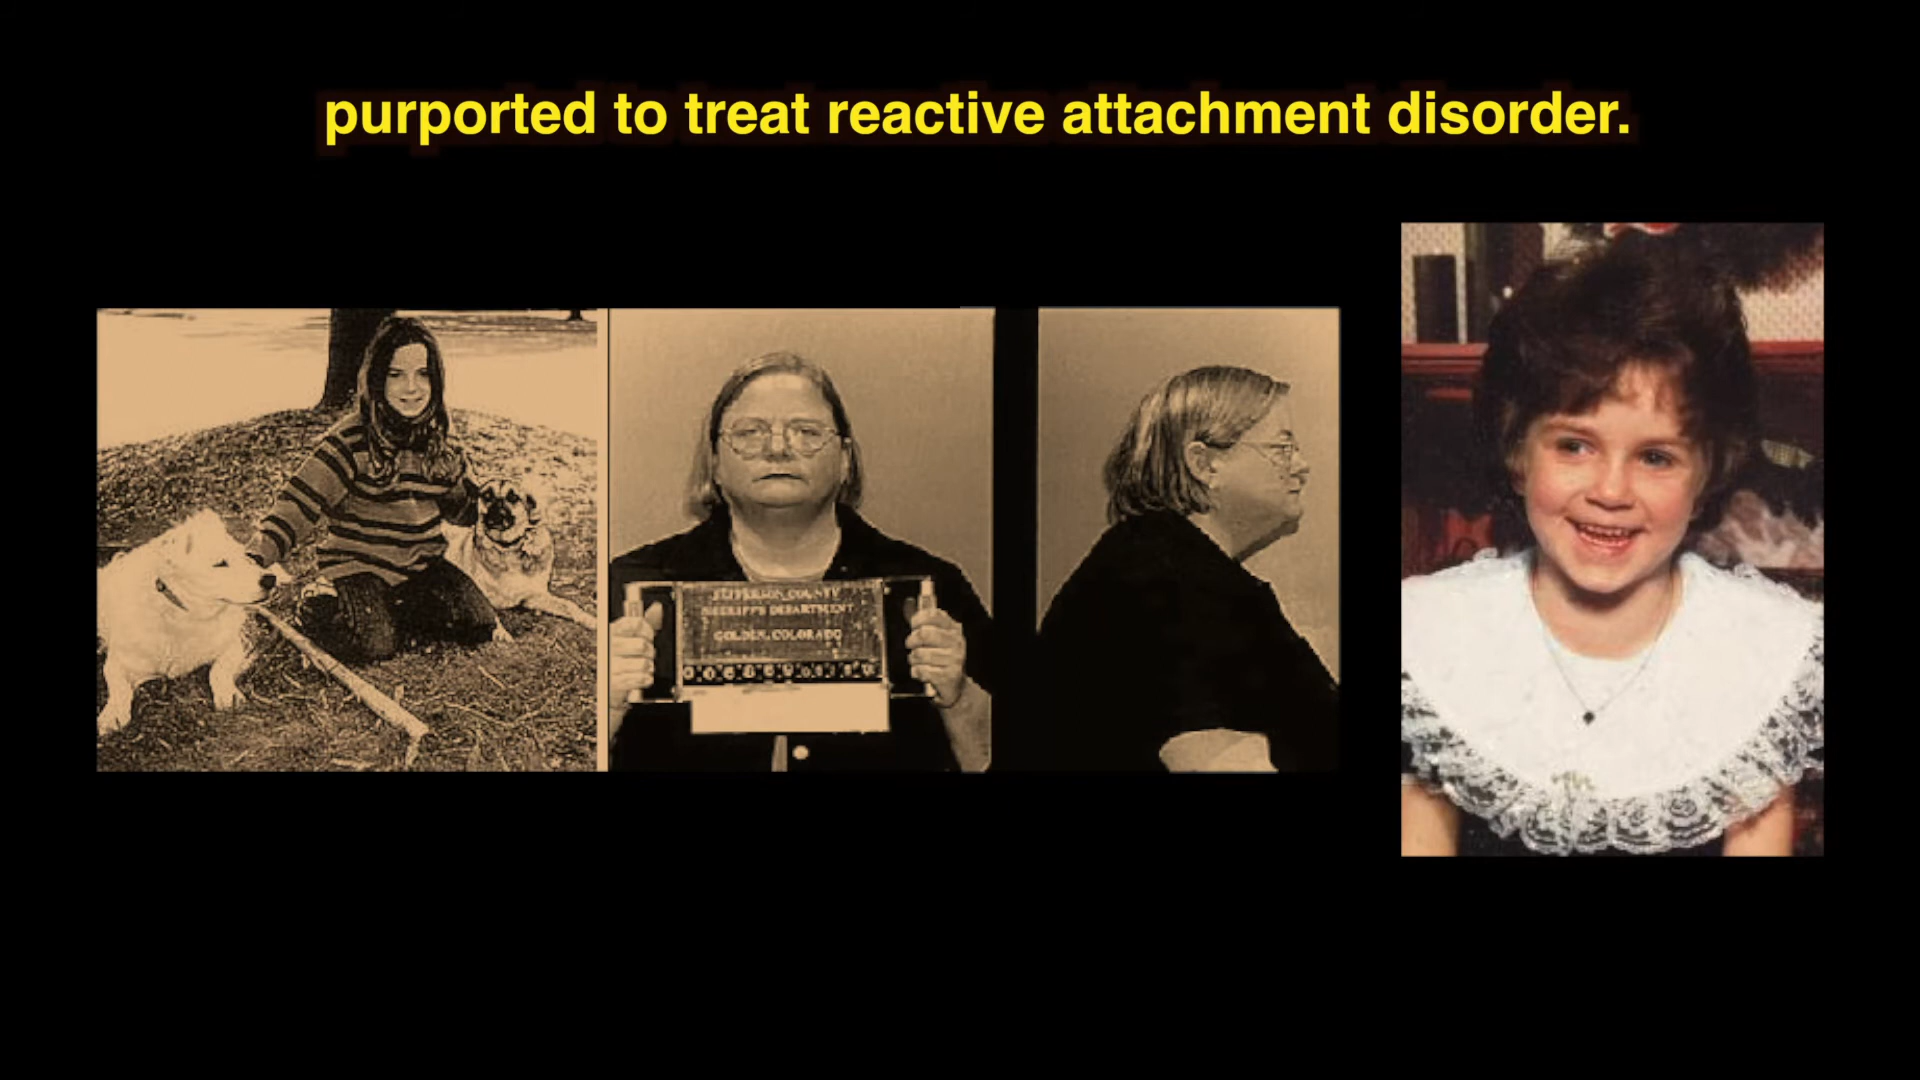 purported to treat reactive attachment disorder.
JEFFERSON COUNTY
SHERIFF'S DEPARTMENT
GOLDEN, COLORADO